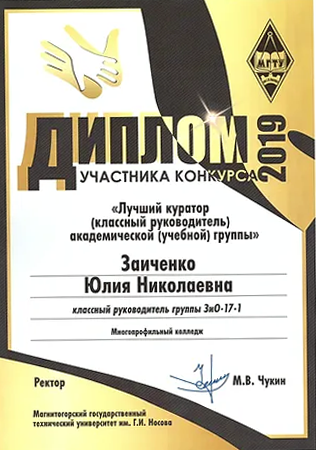 МГТУ
ДИПЛОМ
2019
УЧАСТНИКА КОНКУРСА
«Лучший куратор
(классный руководитель)
академической (учебной) группы»
Заиченко
Юлия Николаевна
классный руководитель группы ЗиО-17-1
Многопрофильный колледж
Ректор
М.В. Чукин
Магнитогорский государственный
технический университет им. Г.И. Носова